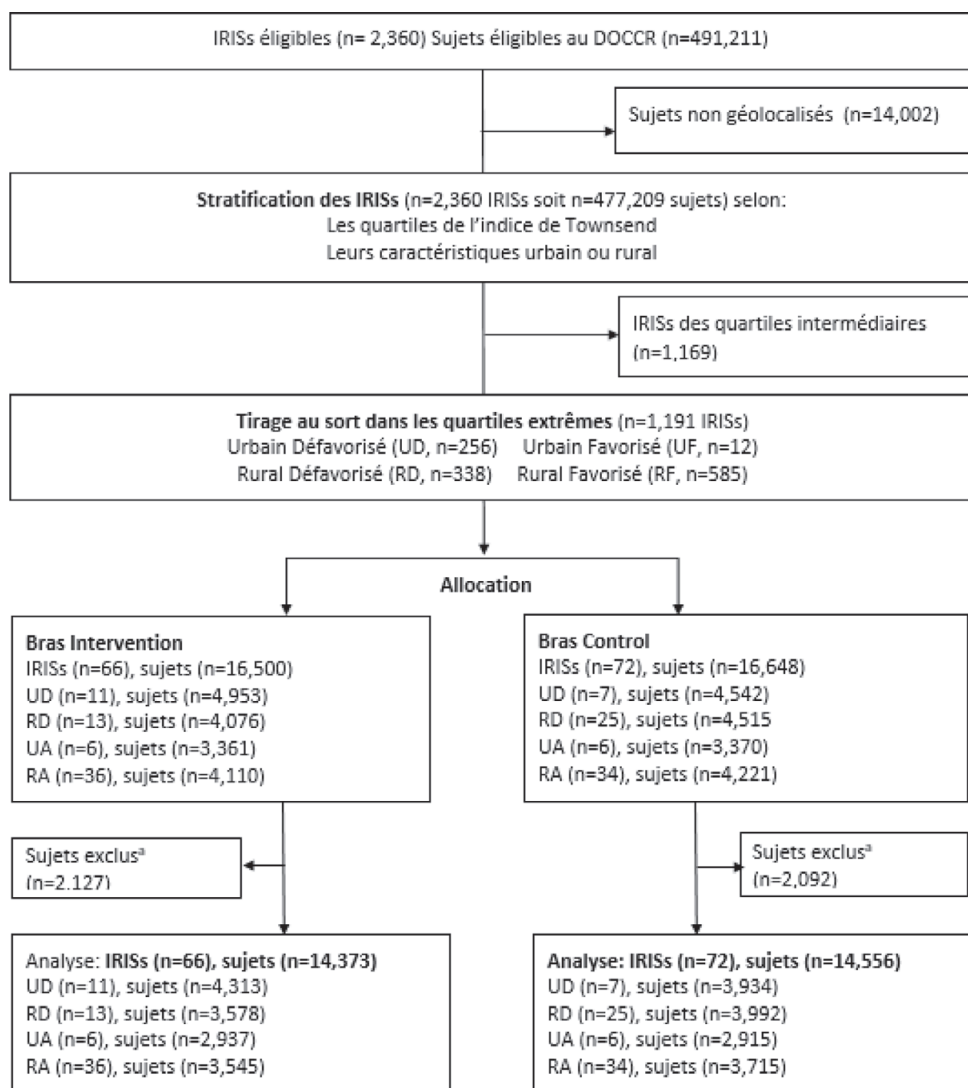 IRISs éligibles (n= 2,360) Sujets éligibles au DOCCR (n=491,211)
Sujets non géolocalisés (n=14,002)
Stratification des IRISs (n=2,360 IRISs soit n=477,209 sujets) selon:
Les quartiles de l’indice de Townsend
Leurs caractéristiques urbain ou rural
IRISs des quartiles intermédiaires
(n=1,169)
Tirage au sort dans les quartiles extrêmes (n=1,191 IRISs)
Urbain Défavorisé (UD, n=256) Urbain Favorisé (UF, n=12)
Rural Défavorisé (RD, n=338) Rural Favorisé (RF, n=585)
Allocation
Bras Intervention
IRISs (n=66), sujets (n=16,500)
UD (n=11), sujets (n=4,953)
RD (n=13), sujets (n=4,076)
UA (n=6), sujets (n=3,361)
RA (n=36), sujets (n=4,110)
Bras Control
IRISs (n=72), sujets (n=16,648)
UD (n=7), sujets (n=4,542)
RD (n=25), sujets (n=4,515
UA (n=6), sujets (n=3,370)
RA (n=34), sujets (n=4,221)
Sujets exclusᵃ
(n=2.127)
Sujets exclusᵃ
(n=2,092)
Analyse: IRISs (n=66), sujets (n=14,373)
UD (n=11), sujets (n=4,313)
RD (n=13), sujets (n=3,578)
UA (n=6), sujets (n=2,937)
RA (n=36), sujets (n=3,545)
Analyse: IRISs (n=72), sujets (n=14,556)
UD (n=7), sujets (n=3,934)
RD (n=25), sujets (n=3,992)
UA (n=6), sujets (n=2,915)
RA (n=34), sujets (n=3,715)